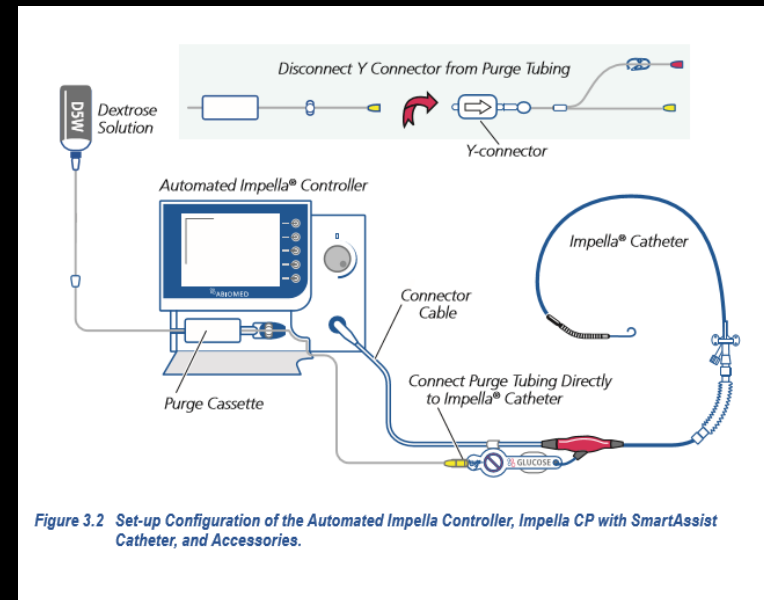 Disconnect Y Connector from Purge Tubing
D5W
Dextrose
Solution
Y-connector
Automated Impella® Controller
Impella® Catheter
ABIOMED
Connector
Cable
Purge Cassette
Connect Purge Tubing Directly
to Impella® Catheter
GLUCOSE
Figure 3.2 Set-up Configuration of the Automated Impella Controller, Impella CP with SmartAssist
Catheter, and Accessories.